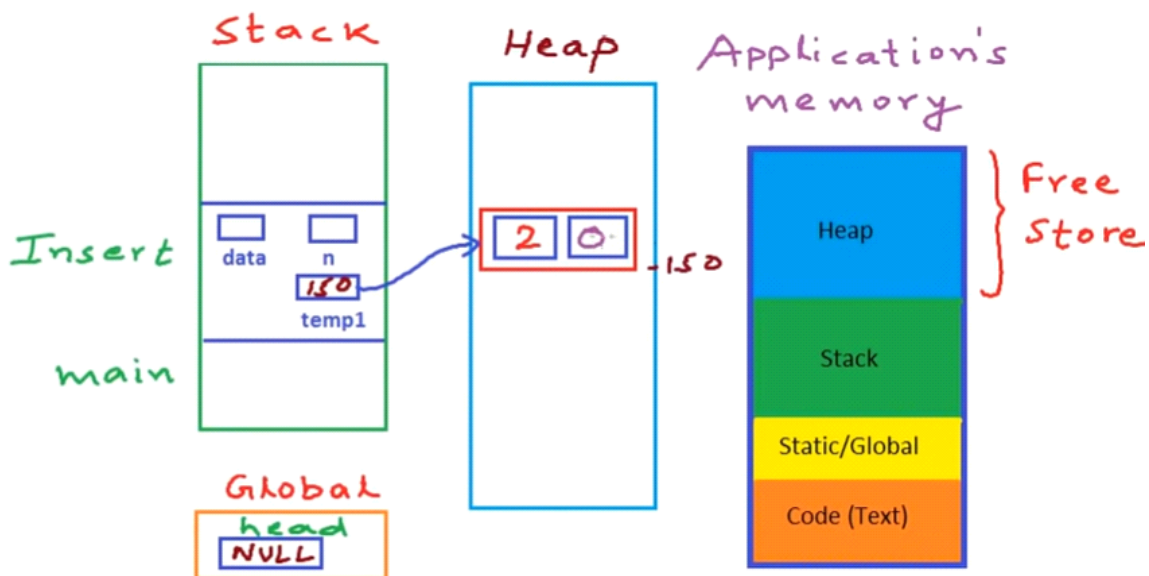 Stack
Heap
Application's
memory
Insert
data
n
150
temp1
main
2
0
-150
Heap
Stack
Static/Global
Code (Text)
Free
Store
Global
head
NULL